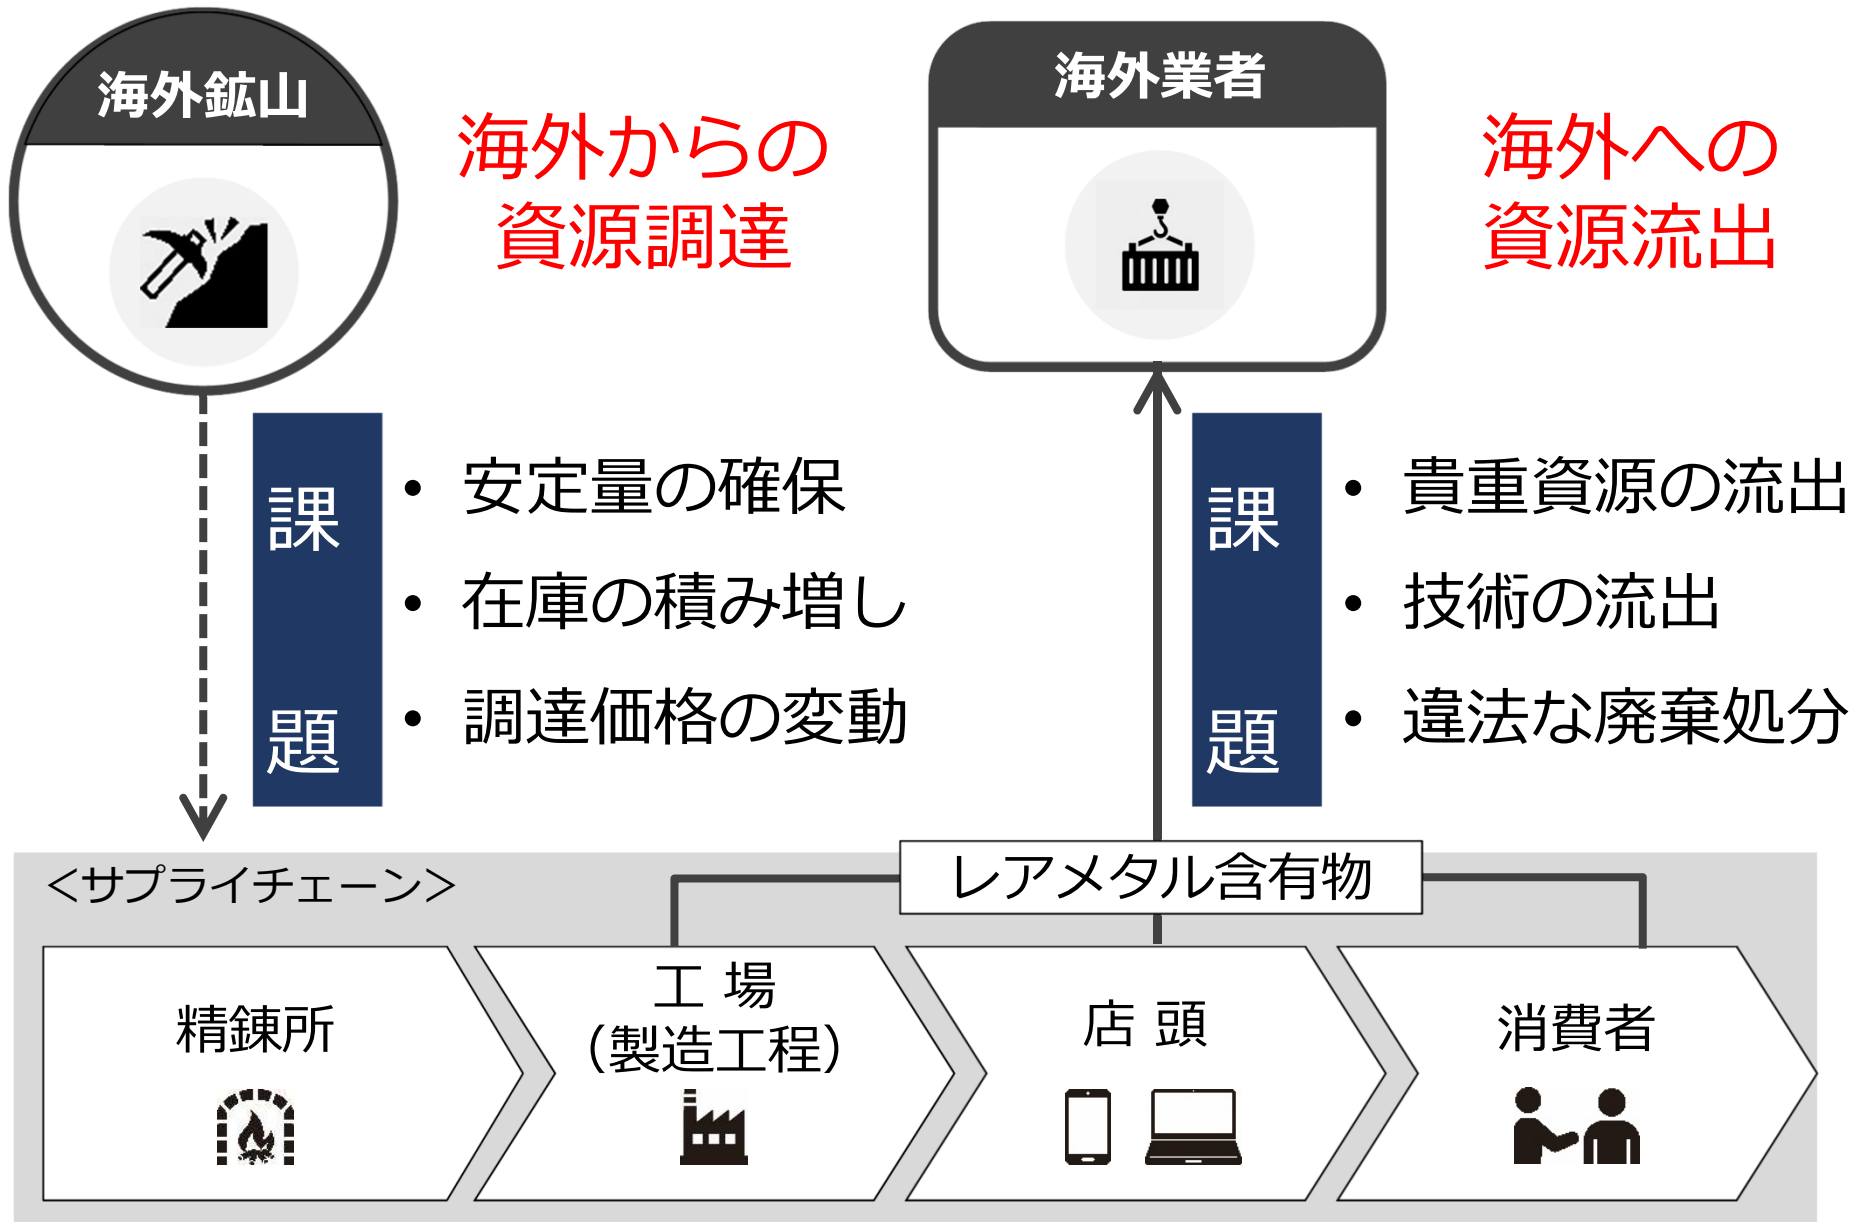 海外鉱山
海外からの
資源調達
海外業者
海外への
資源流出
課
題
• 安定量の確保
• 在庫の積み増し
• 調達価格の変動
課
題
• 貴重資源の流出
• 技術の流出
• 違法な廃棄処分
＜サプライチェーン＞
レアメタル含有物
精錬所
工 場
（製造工程）
店 頭
消費者